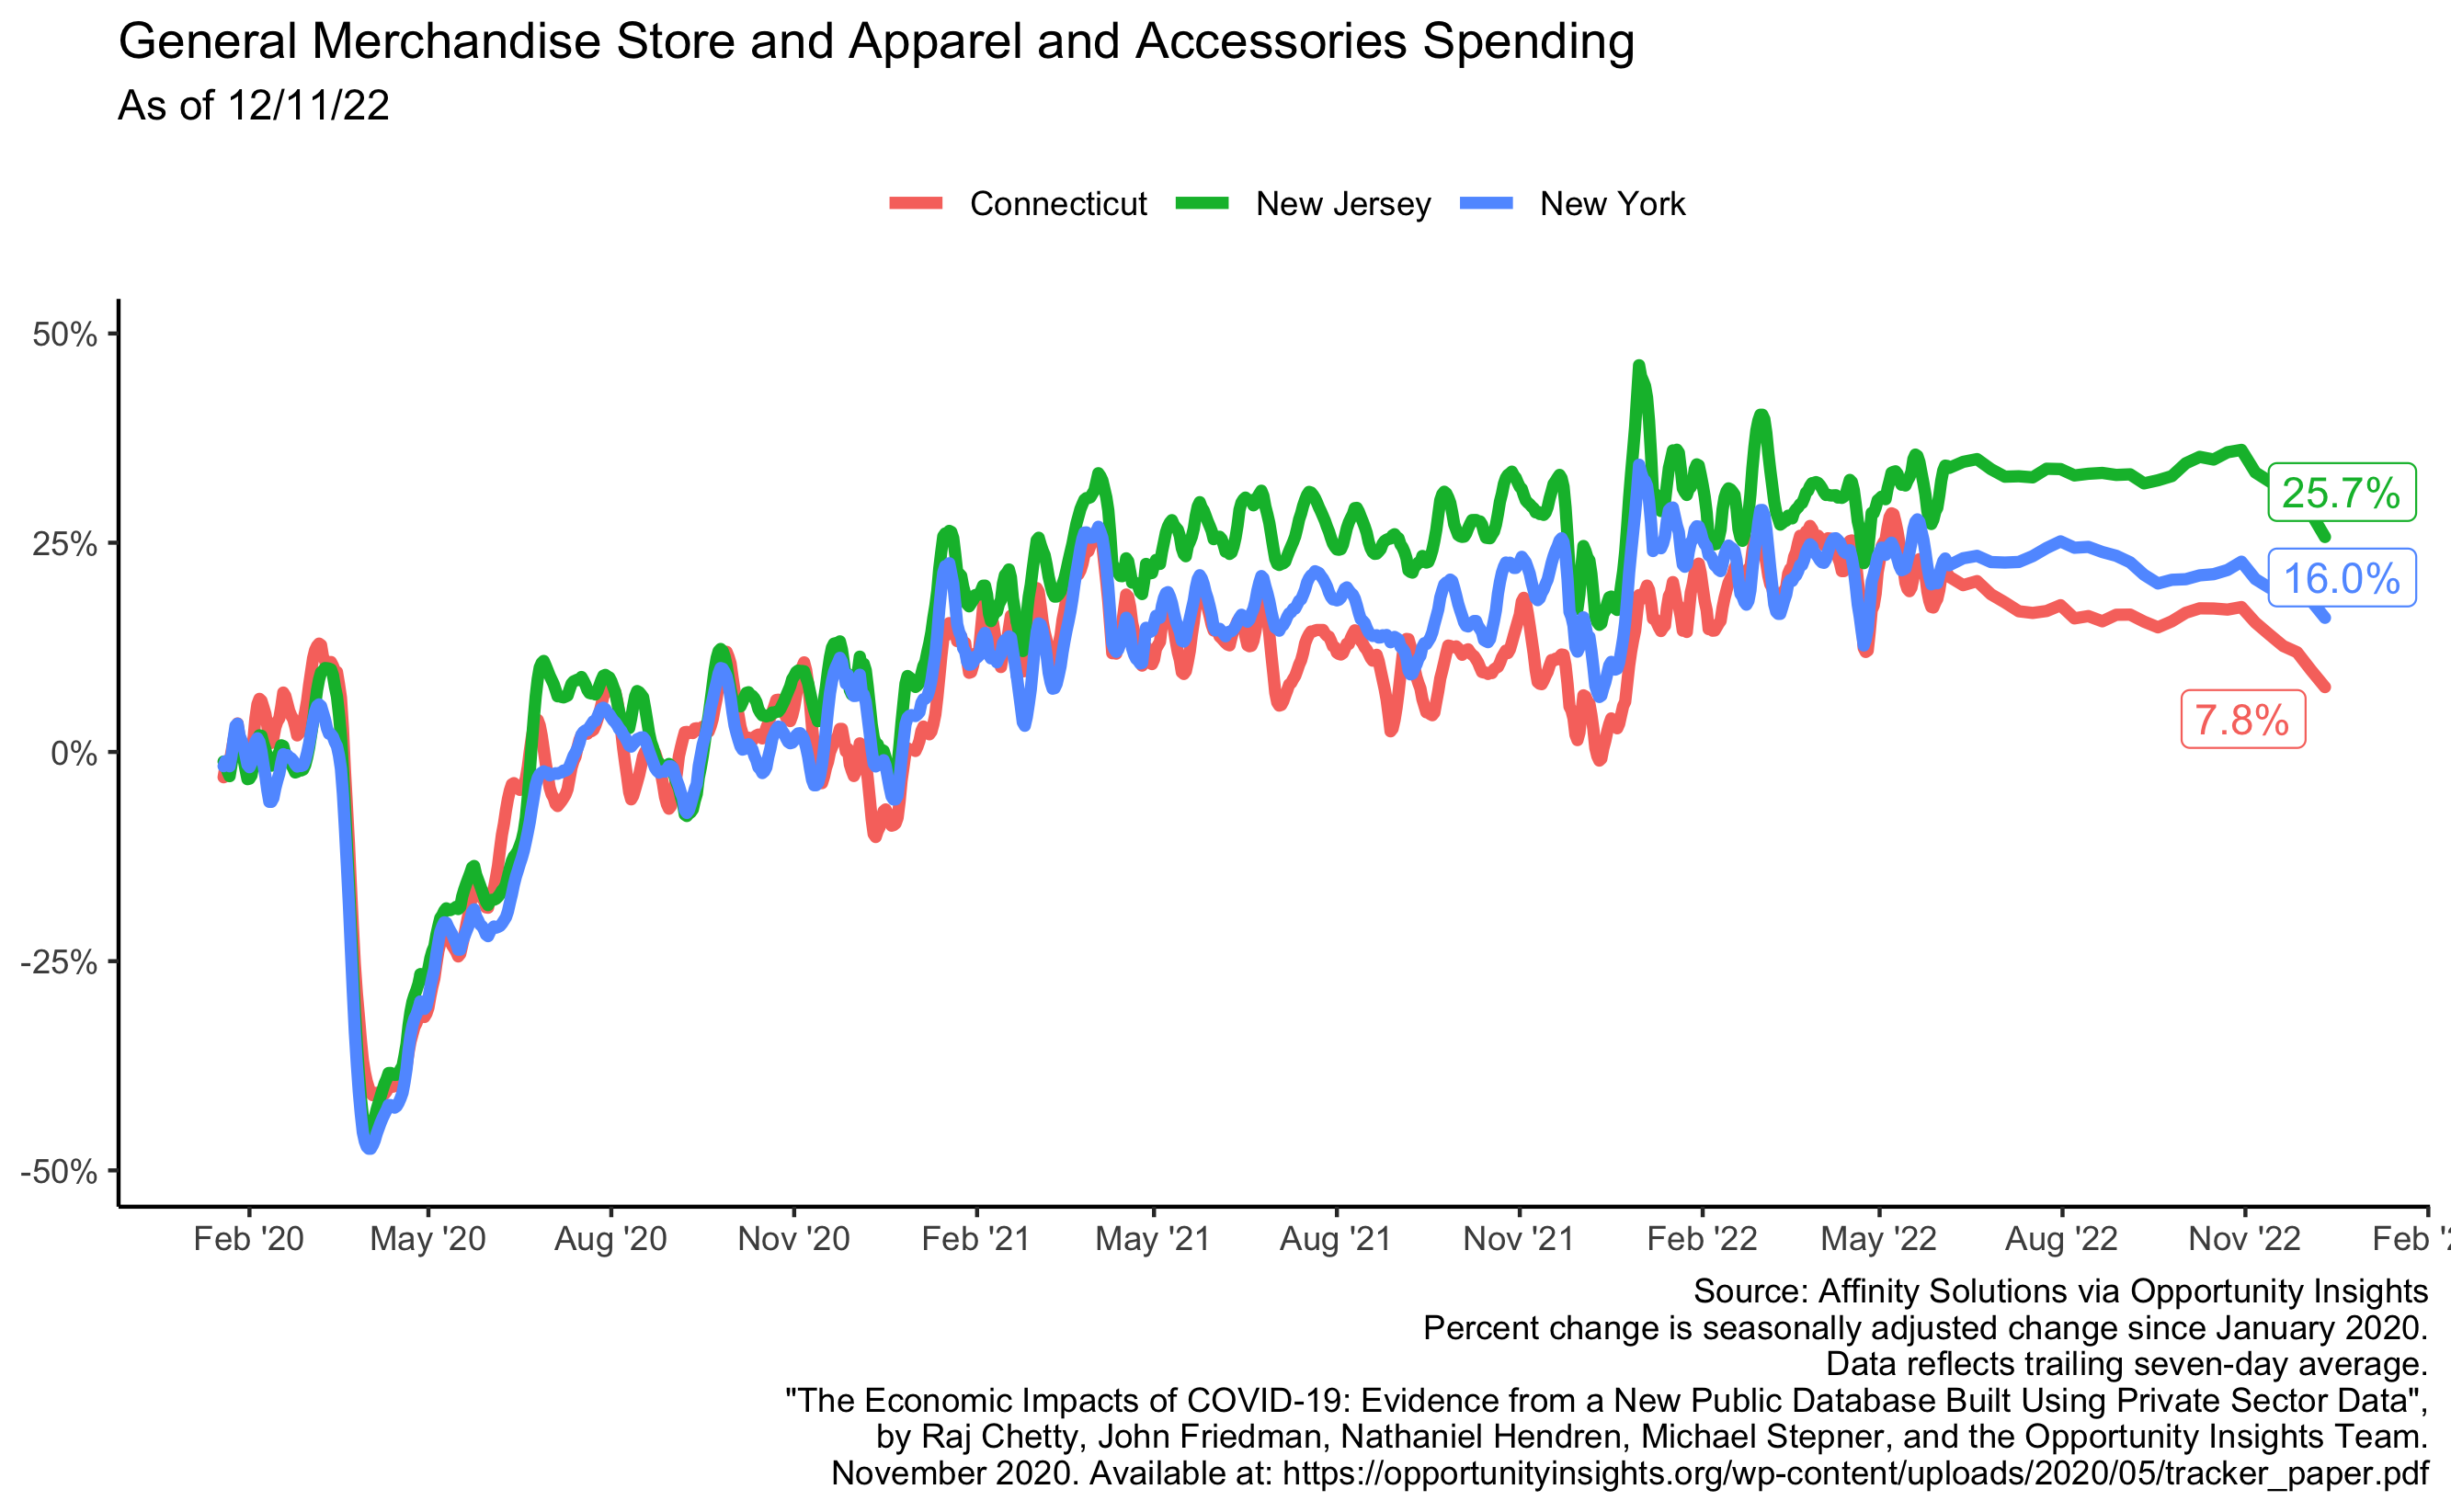 General Merchandise Store and Apparel and Accessories Spending
As of 12/11/22
Connecticut New Jersey New York
50%
25%
0%
-25%
-50%
25.7%
16.0%
7.8%
Feb '20 May '20 Aug '20 Nov '20 Feb '21 May '21 Aug '21 Nov '21 Feb '22 May '22 Aug '22 Nov '22 Feb
Source: Affinity Solutions via Opportunity Insights
Percent change is seasonally adjusted change since January 2020.
Data reflects trailing seven-day average.
"The Economic Impacts of COVID-19: Evidence from a New Public Database Built Using Private Sector Data",
by Raj Chetty, John Friedman, Nathaniel Hendren, Michael Stepner, and the Opportunity Insights Team.
November 2020. Available at: https://opportunityinsights.org/wp-content/uploads/2020/05/tracker_paper.pdf